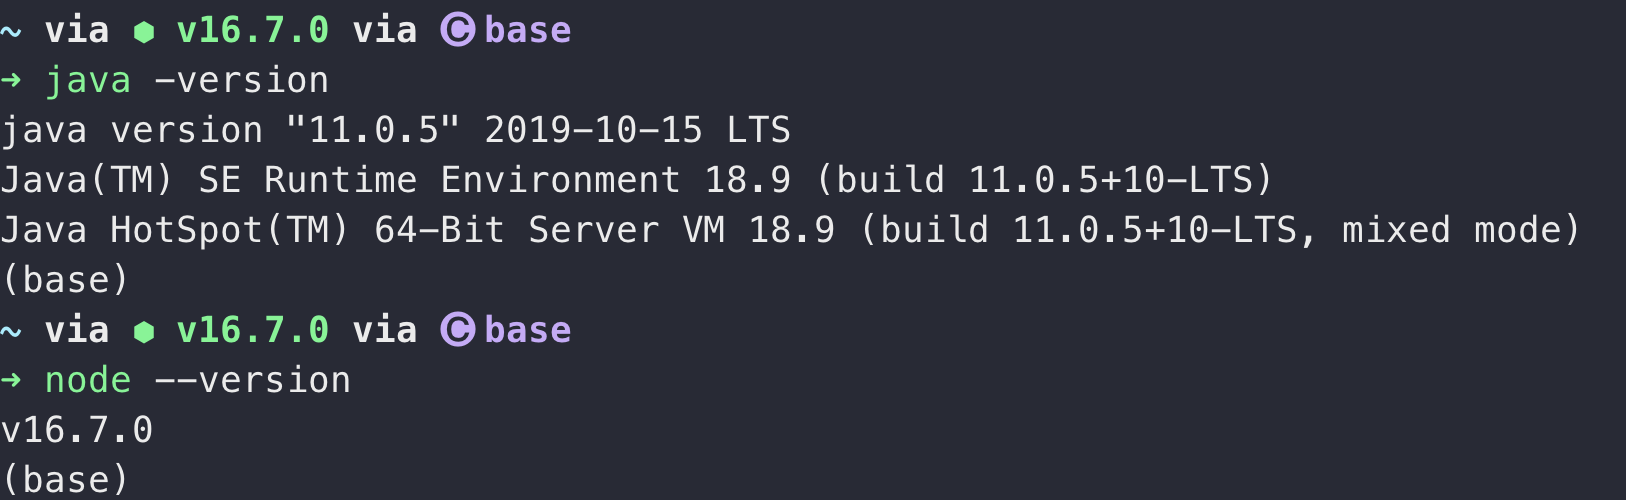 ~ via ⬢ v16.7.0 via 🅒 base
➜ java -version
java version "11.0.5" 2019-10-15 LTS
Java(TM) SE Runtime Environment 18.9 (build 11.0.5+10-LTS)
Java HotSpot(TM) 64-Bit Server VM 18.9 (build 11.0.5+10-LTS, mixed mode)
(base)
~ via ⬢ v16.7.0 via 🅒 base
➜ node --version
v16.7.0
(base)